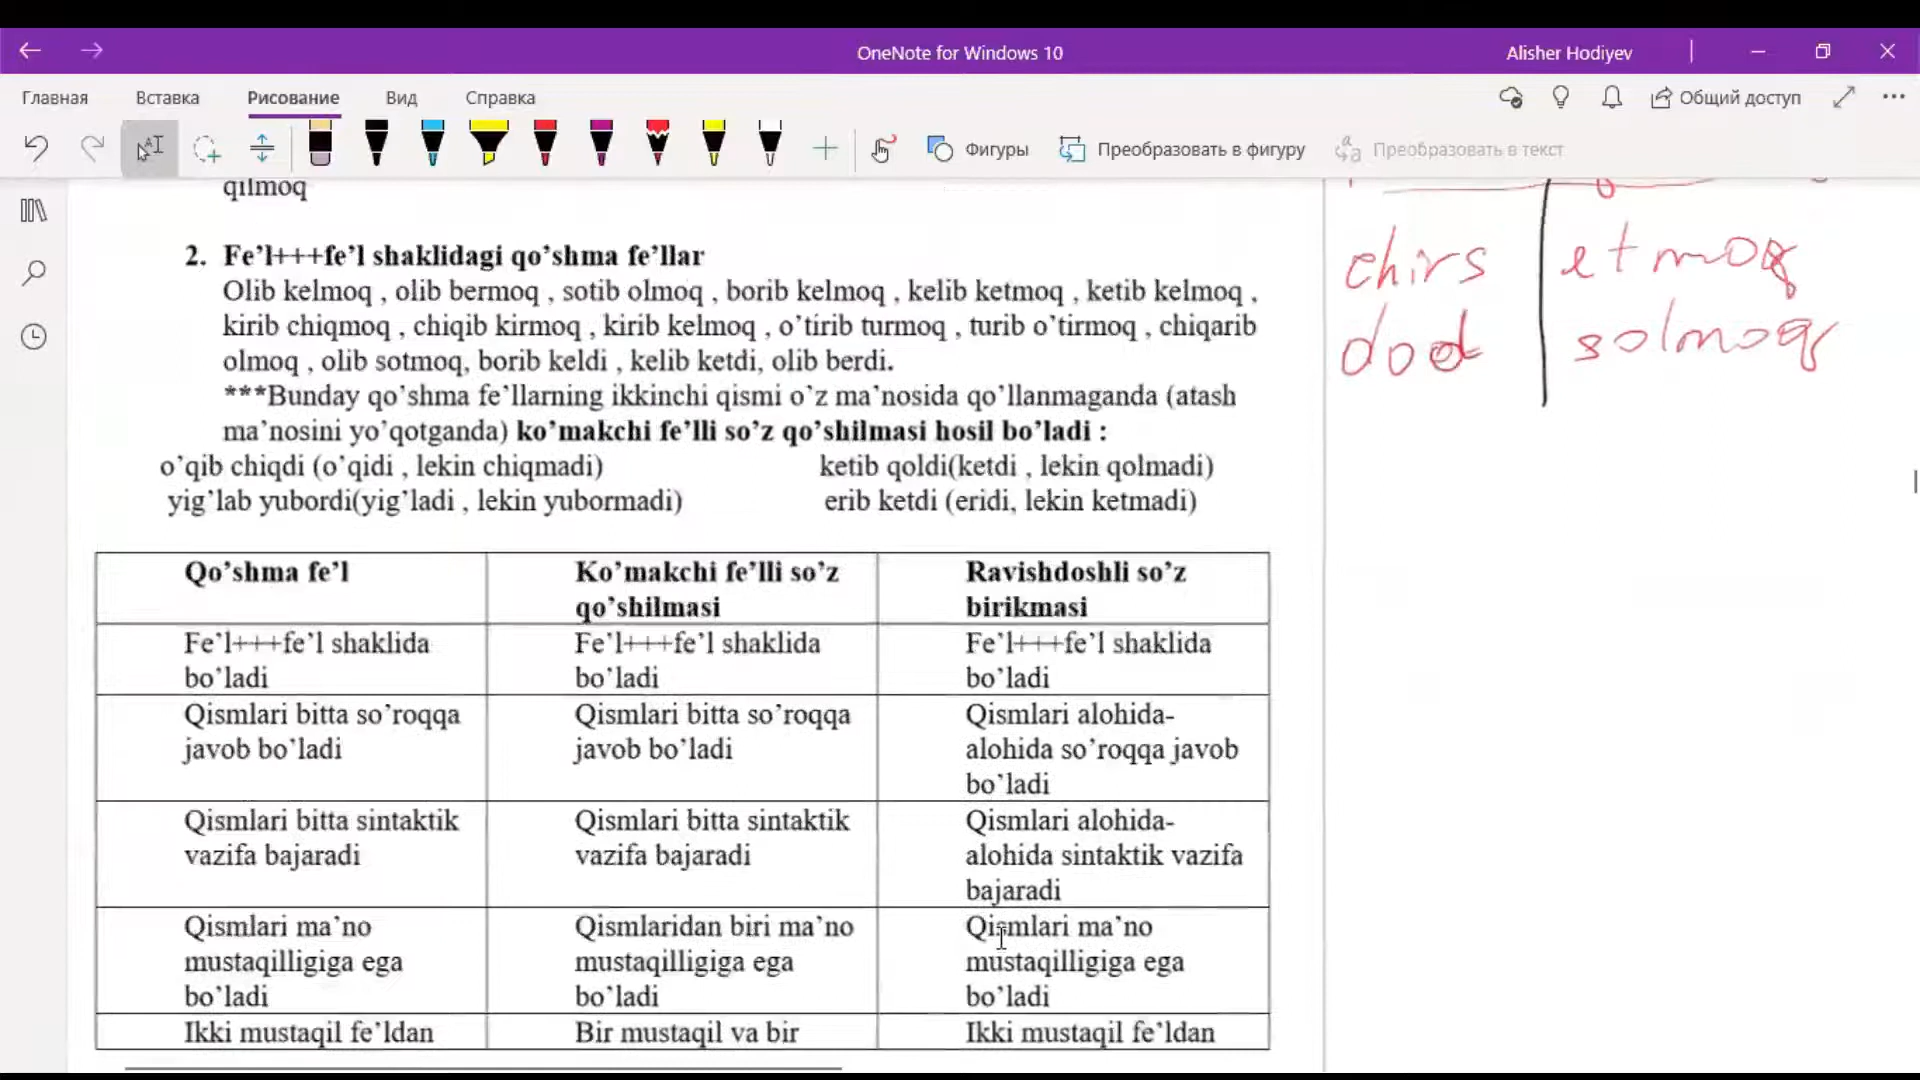 OneNote for Windows 10
Alisher Hodiyev
Главная Вставка Рисование Вид Справка
Общий доступ
Фигуры Преобразовать в фигуру Преобразовать в текст
qilmoq
2. Fe’l+++fe’l shaklidagi qo’shma fe’llar
Olib kelmoq , olib bermoq , sotib olmoq , borib kelmoq , kelib ketmoq , ketib kelmoq ,
kirib chiqmoq , chiqib kirmoq , kirib kelmoq , o’tirib turmoq , turib o’tirmoq , chiqarib
olmoq , olib sotmoq, borib keldi , kelib ketdi, olib berdi.
***Bunday qo’shma fe’llarning ikkinchi qismi o’z ma’nosida qo’llanmaganda (atash
ma’nosini yo’qotganda) ko’makchi fe’lli so’z qo’shilmasi hosil bo’ladi :
o’qib chiqdi (o’qidi , lekin chiqmadi) ketib qoldi(ketdi , lekin qolmadi)
yig’lab yubordi(yig’ladi , lekin yubormadi) erib ketdi (eridi, lekin ketmadi)
chirs etmoq
dod solmoq
Qo’shma fe’l
Ko’makchi fe’lli so’z
qo’shilmasi
Ravishdoshli so’z
birikmasi
Fe’l+++fe’l shaklida
bo’ladi
Fe’l+++fe’l shaklida
bo’ladi
Fe’l+++fe’l shaklida
bo’ladi
Qismlari bitta so’roqqa
javob bo’ladi
Qismlari bitta so’roqqa
javob bo’ladi
Qismlari alohida-
alohida so’roqqa javob
bo’ladi
Qismlari bitta sintaktik
vazifa bajaradi
Qismlari bitta sintaktik
vazifa bajaradi
Qismlari alohida-
alohida sintaktik vazifa
bajaradi
Qismlari ma’no
mustaqilligiga ega
bo’ladi
Qismlaridan biri ma’no
mustaqilligiga ega
bo’ladi
Qismlari ma’no
mustaqilligiga ega
bo’ladi
Ikki mustaqil fe’ldan
Bir mustaqil va bir
Ikki mustaqil fe’ldan